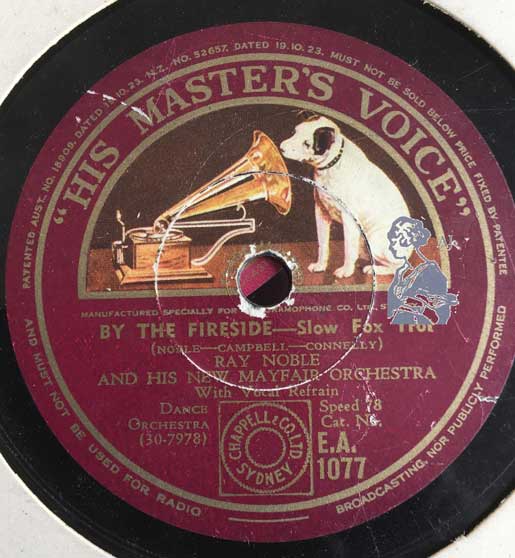 PATENTED AUST. NO. 18909. DATED 19.10.23. N.Z. NO. 52657. DATED 19.10.23. MUST NOT BE SOLD BELOW PRICE FIXED BY PATENTEE
"HIS MASTER'S VOICE"
MANUFACTURED SPECIALLY FOR GRAMOPHONE CO. LTD.
BY THE FIRESIDE—Slow Fox Trot
(NOBLE—CAMPBELL—CONNELLY)
RAY NOBLE
AND HIS NEW MAYFAIR ORCHESTRA
With Vocal Refrain
DANCE
ORCHESTRA
(30-7978)
CHAPPELL & CO LTD
SYDNEY
Speed 78
Cat. No.
E.A.
1077
AND MUST NOT BE USED FOR RADIO BROADCASTING, NOR PUBLICLY PERFORMED